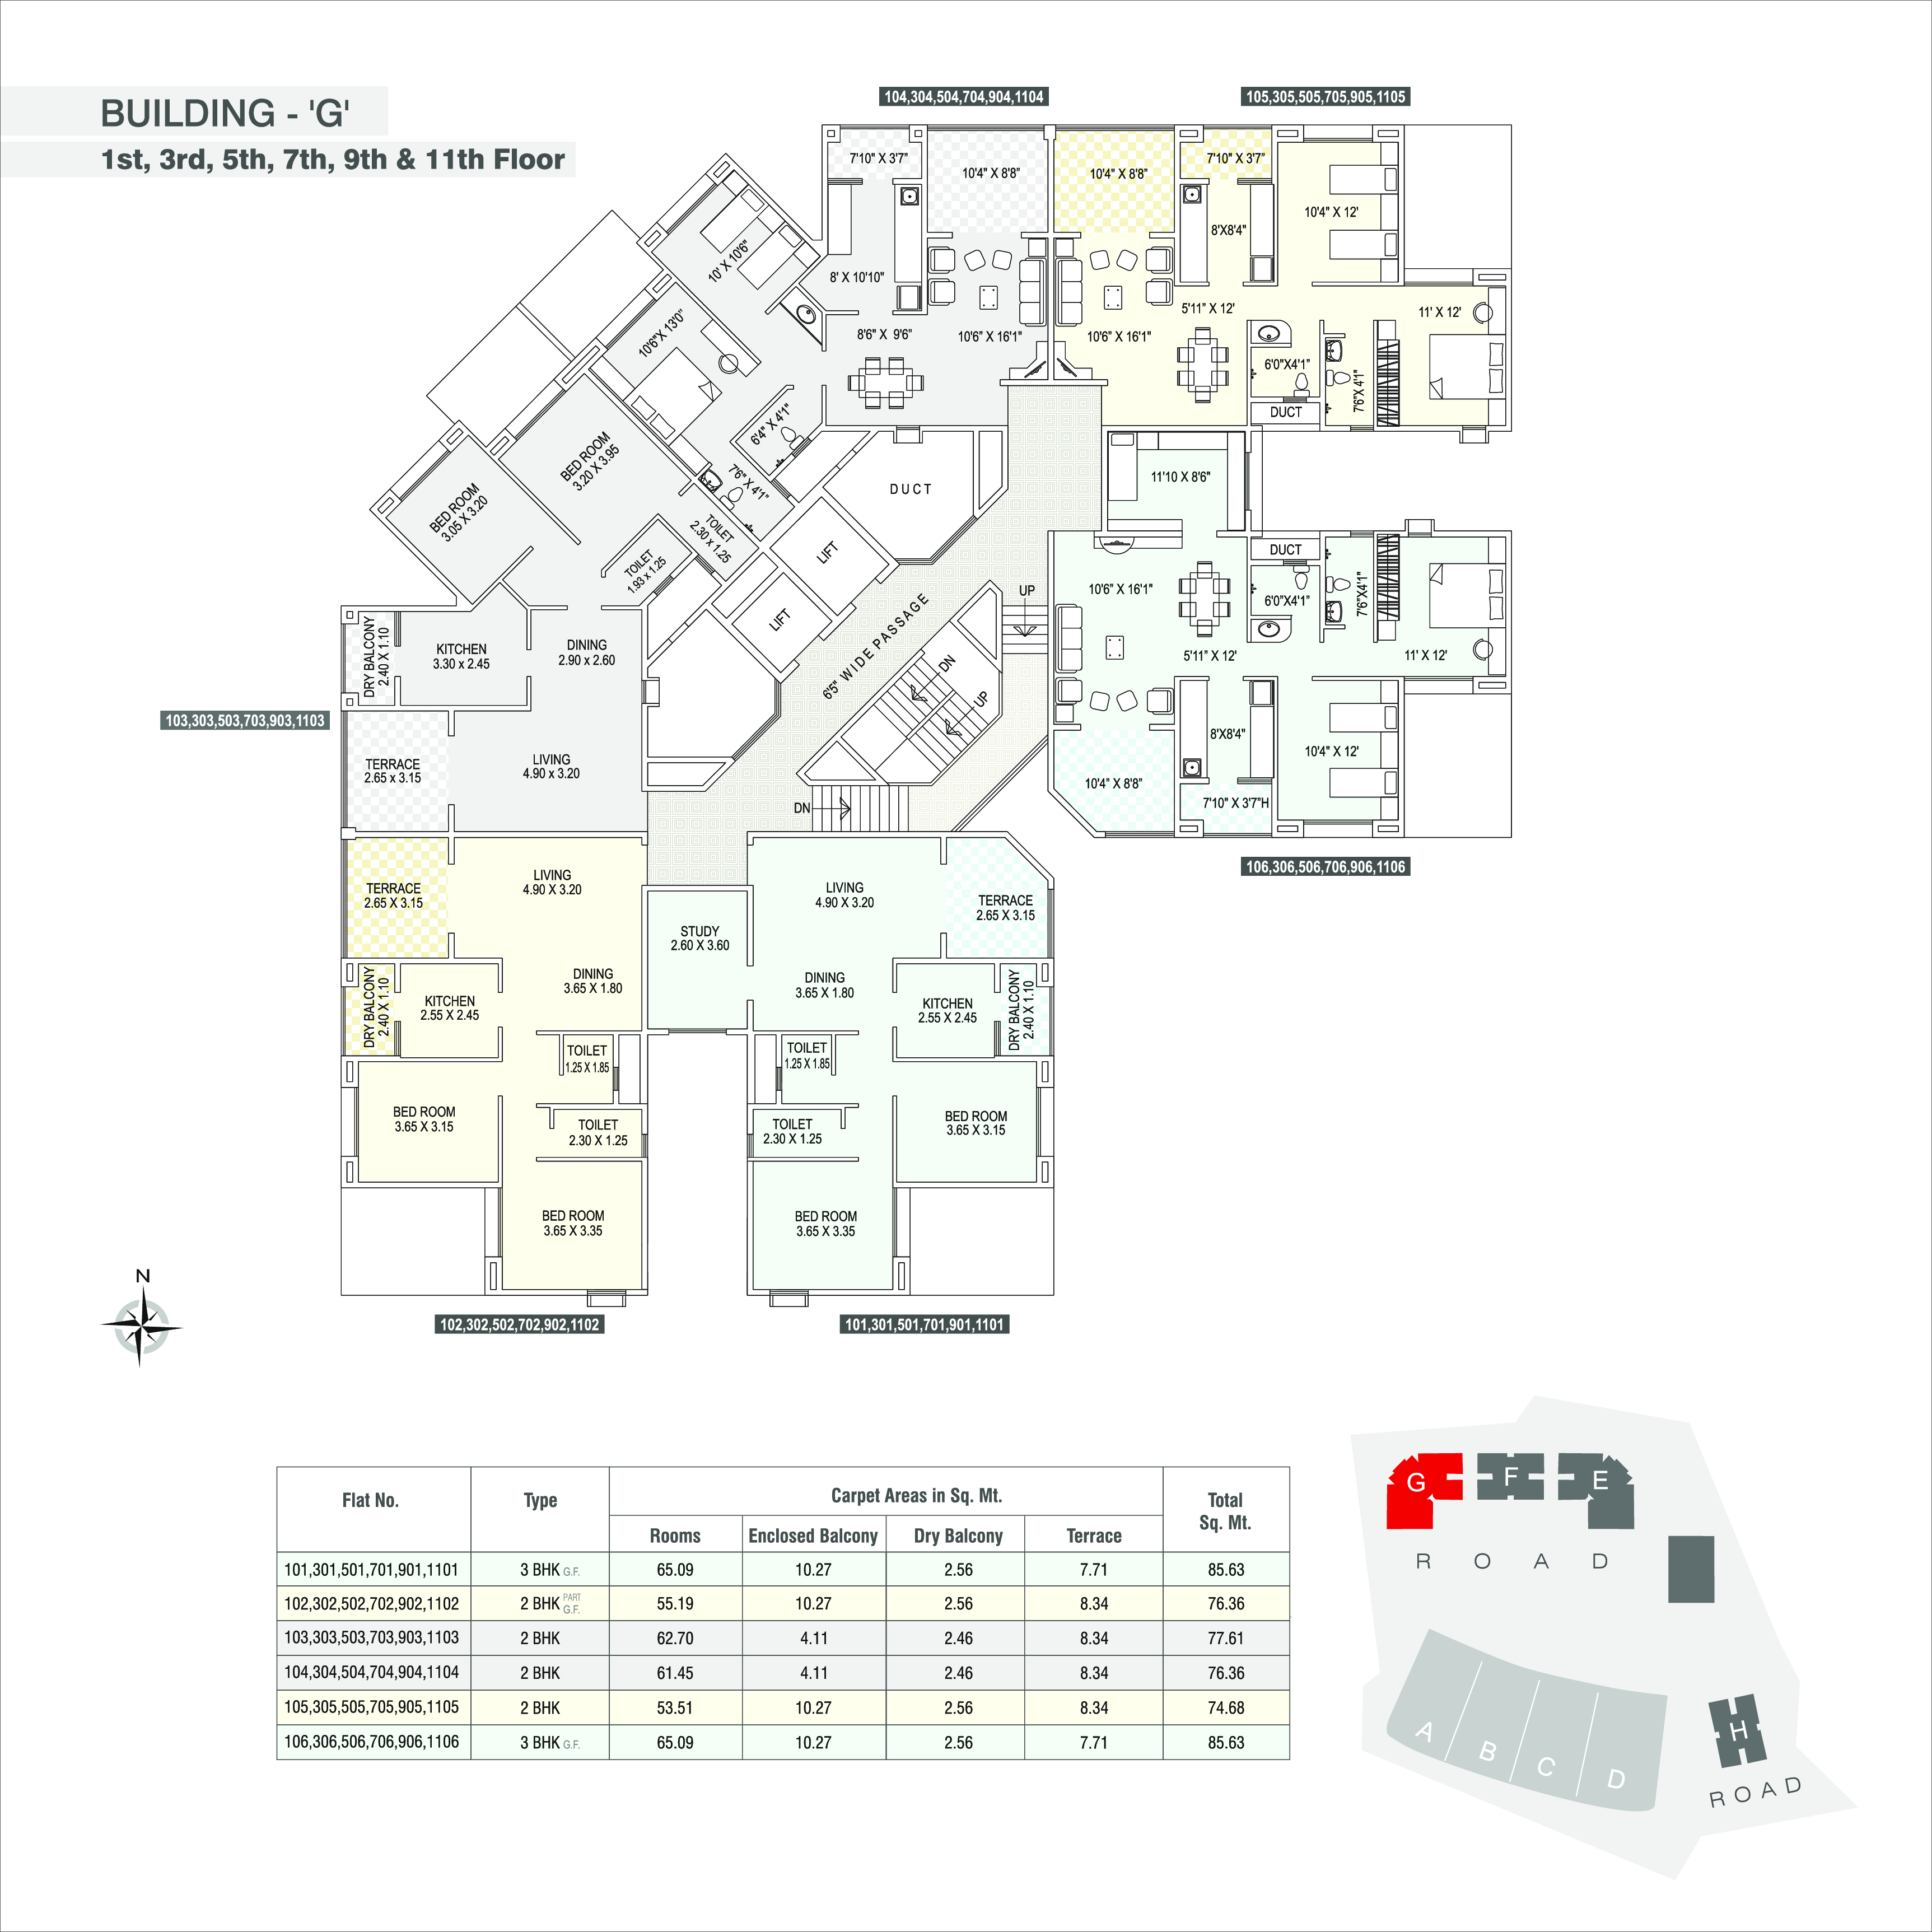 BUILDING - 'G'
1st, 3rd, 5th, 7th, 9th & 11th Floor
104,304,504,704,904,1104
105,305,505,705,905,1105
7'10" X 3'7"
10'4" X 8'8"
10'4" X 8'8"
7'10" X 3'7"
10'4" X 12'
8'X8'4"
10' X 10'6"
8' X 10'10"
5'11" X 12'
11' X 12'
10'6"X 13'0"
8'6" X 9'6"
10'6" X 16'1"
10'6" X 16'1"
6'0"X4'1"
7'6"X 4'1"
DUCT
6'4" X 4'1"
7'6" X 4'1"
BED ROOM
3.20 X 3.95
BED ROOM
3.05 X 3.20
TOILET
2.30 X 1.25
TOILET
1.93 x 1.25
DUCT
LIFT
LIFT
11'10 X 8'6"
DUCT
6'0"X4'1"
7'6"X4'1"
10'6" X 16'1"
UP
6'5" WIDE PASSAGE
DN
UP
DN
5'11" X 12'
11' X 12'
8'X8'4"
10'4" X 12'
10'4" X 8'8"
7'10" X 3'7"H
106,306,506,706,906,1106
DRY BALCONY
2.40 X 1.10
KITCHEN
3.30 x 2.45
DINING
2.90 x 2.60
103,303,503,703,903,1103
TERRACE
2.65 x 3.15
LIVING
4.90 x 3.20
TERRACE
2.65 X 3.15
LIVING
4.90 X 3.20
DINING
3.65 X 1.80
DRY BALCONY
2.40 X 1.10
KITCHEN
2.55 X 2.45
TOILET
1.25 X 1.85
BED ROOM
3.65 X 3.15
TOILET
2.30 X 1.25
BED ROOM
3.65 X 3.35
102,302,502,702,902,1102
STUDY
2.60 X 3.60
LIVING
4.90 X 3.20
TERRACE
2.65 X 3.15
DINING
3.65 X 1.80
KITCHEN
2.55 X 2.45
DRY BALCONY
2.40 X 1.10
TOILET
1.25 X 1.85
BED ROOM
3.65 X 3.15
TOILET
2.30 X 1.25
BED ROOM
3.65 X 3.35
101,301,501,701,901,1101
N
Flat No. Type Carpet Areas in Sq. Mt. Total Sq. Mt.
Rooms Enclosed Balcony Dry Balcony Terrace
101,301,501,701,901,1101 3 BHK G.F. 65.09 10.27 2.56 7.71 85.63
102,302,502,702,902,1102 2 BHK PART G.F. 55.19 10.27 2.56 8.34 76.36
103,303,503,703,903,1103 2 BHK 62.70 4.11 2.46 8.34 77.61
104,304,504,704,904,1104 2 BHK 61.45 4.11 2.46 8.34 76.36
105,305,505,705,905,1105 2 BHK 53.51 10.27 2.56 8.34 74.68
106,306,506,706,906,1106 3 BHK G.F. 65.09 10.27 2.56 7.71 85.63
G F E
ROAD
A B C D
H
ROAD